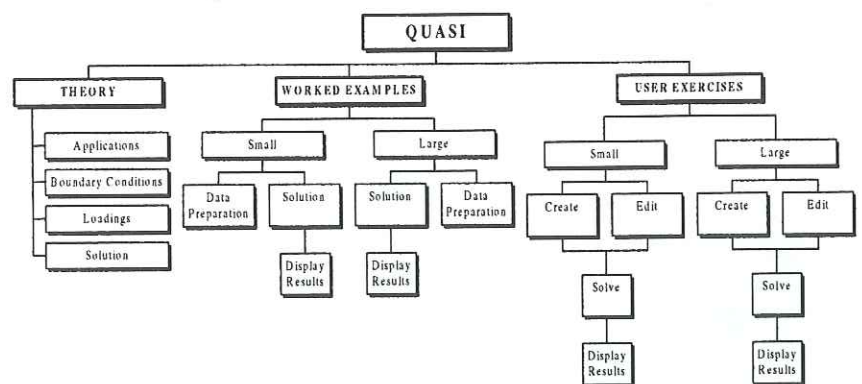 QUASI
THEORY
WORKED EXAMPLES
USER EXERCISES
Applications
Boundary Conditions
Loadings
Solution
Small
Large
Data
Preparation
Solution
Solution
Data
Preparation
Display
Results
Display
Results
Small
Large
Create
Edit
Create
Edit
Solve
Solve
Display
Results
Display
Results